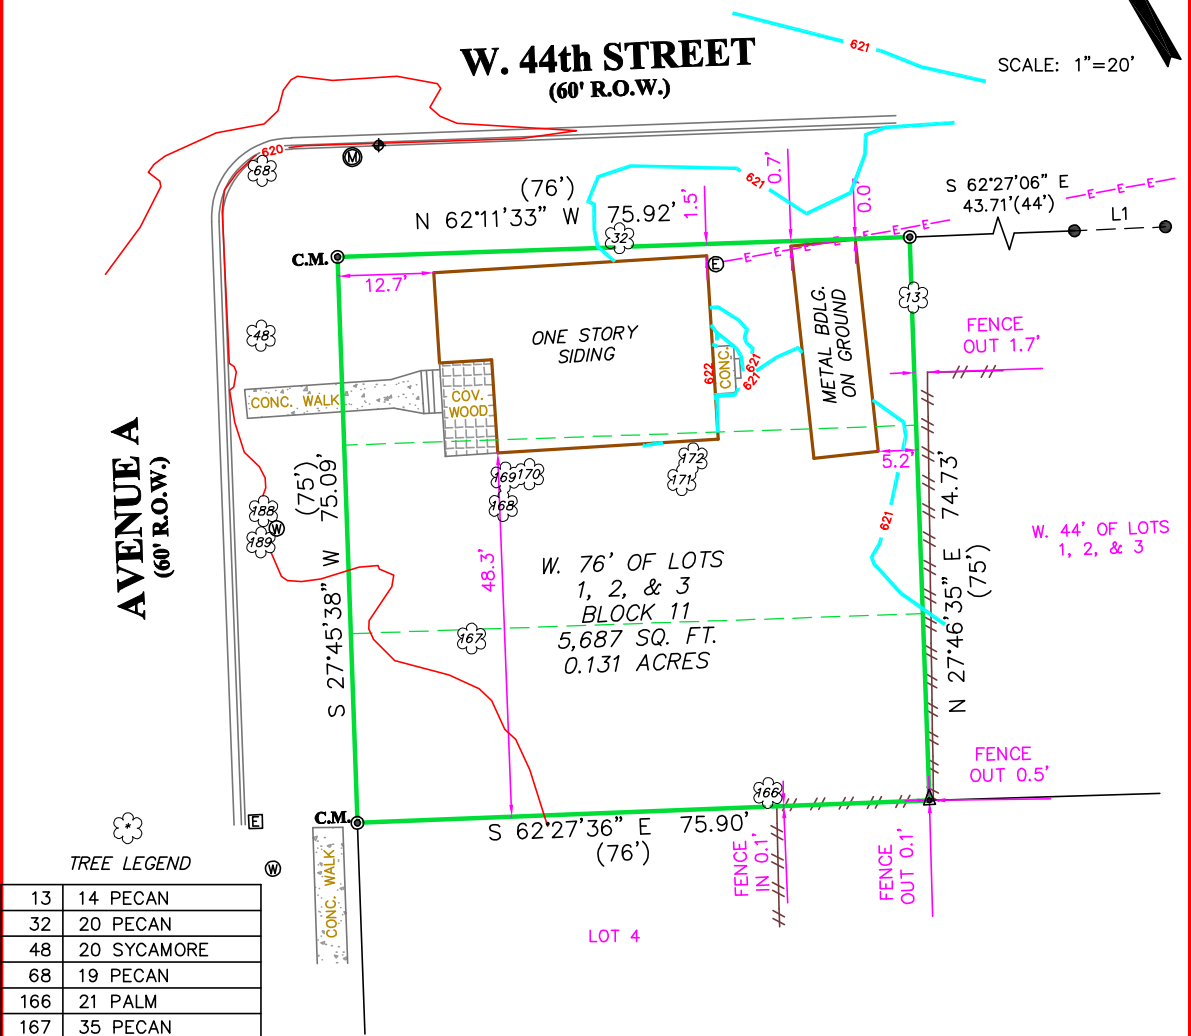 W. 44th STREET
(60' R.O.W.)
621
SCALE: 1"=20'
620
68
M
(76')
N 62°11'33" W 75.92'
32
621
1.5'
0.7'
0.0'
S 62°27'06" E
43.71'(44')
E E E
L1
C.M.
12.7'
E
E E E
E E E
13
48
ONE STORY
SIDING
METAL BDLG.
ON GROUND
FENCE
OUT 1.7'
CONC. WALK
COV.
WOOD
622
CONC.
621
621
AVENUE A
(60' R.O.W.)
(75')
S 27°45'38" W 75.09'
169
170
168
172
171
5.2'
621
188
W
189
48.3'
W. 76' OF LOTS
1, 2, & 3
BLOCK 11
5,687 SQ. FT.
0.131 ACRES
N 27°46'35" E 74.73'
(75')
W. 44' OF LOTS
1, 2, & 3
167
166
FENCE
OUT 0.5'
E
C.M.
S 62°27'36" E 75.90'
(76')
FENCE
IN 0.1'
FENCE
OUT 0.1'
CONC. WALK
W
LOT 4
*
TREE LEGEND
13 14 PECAN
32 20 PECAN
48 20 SYCAMORE
68 19 PECAN
166 21 PALM
167 35 PECAN